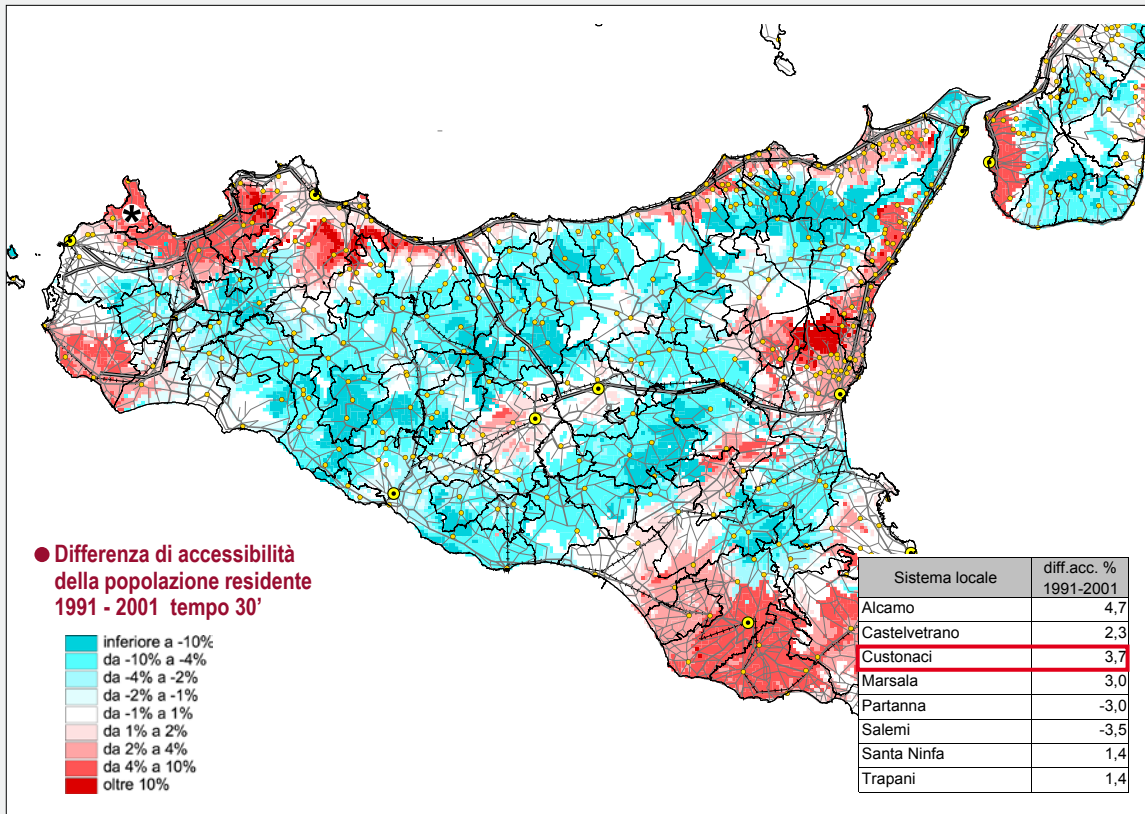 *
● Differenza di accessibilità
della popolazione residente
1991 - 2001 tempo 30'
inferiore a -10%
da -10% a -4%
da -4% a -2%
da -2% a -1%
da -1% a 1%
da 1% a 2%
da 2% a 4%
da 4% a 10%
oltre 10%
Sistema locale diff.acc. % 1991-2001
Alcamo 4,7
Castelvetrano 2,3
Custonaci 3,7
Marsala 3,0
Partanna -3,0
Salemi -3,5
Santa Ninfa 1,4
Trapani 1,4